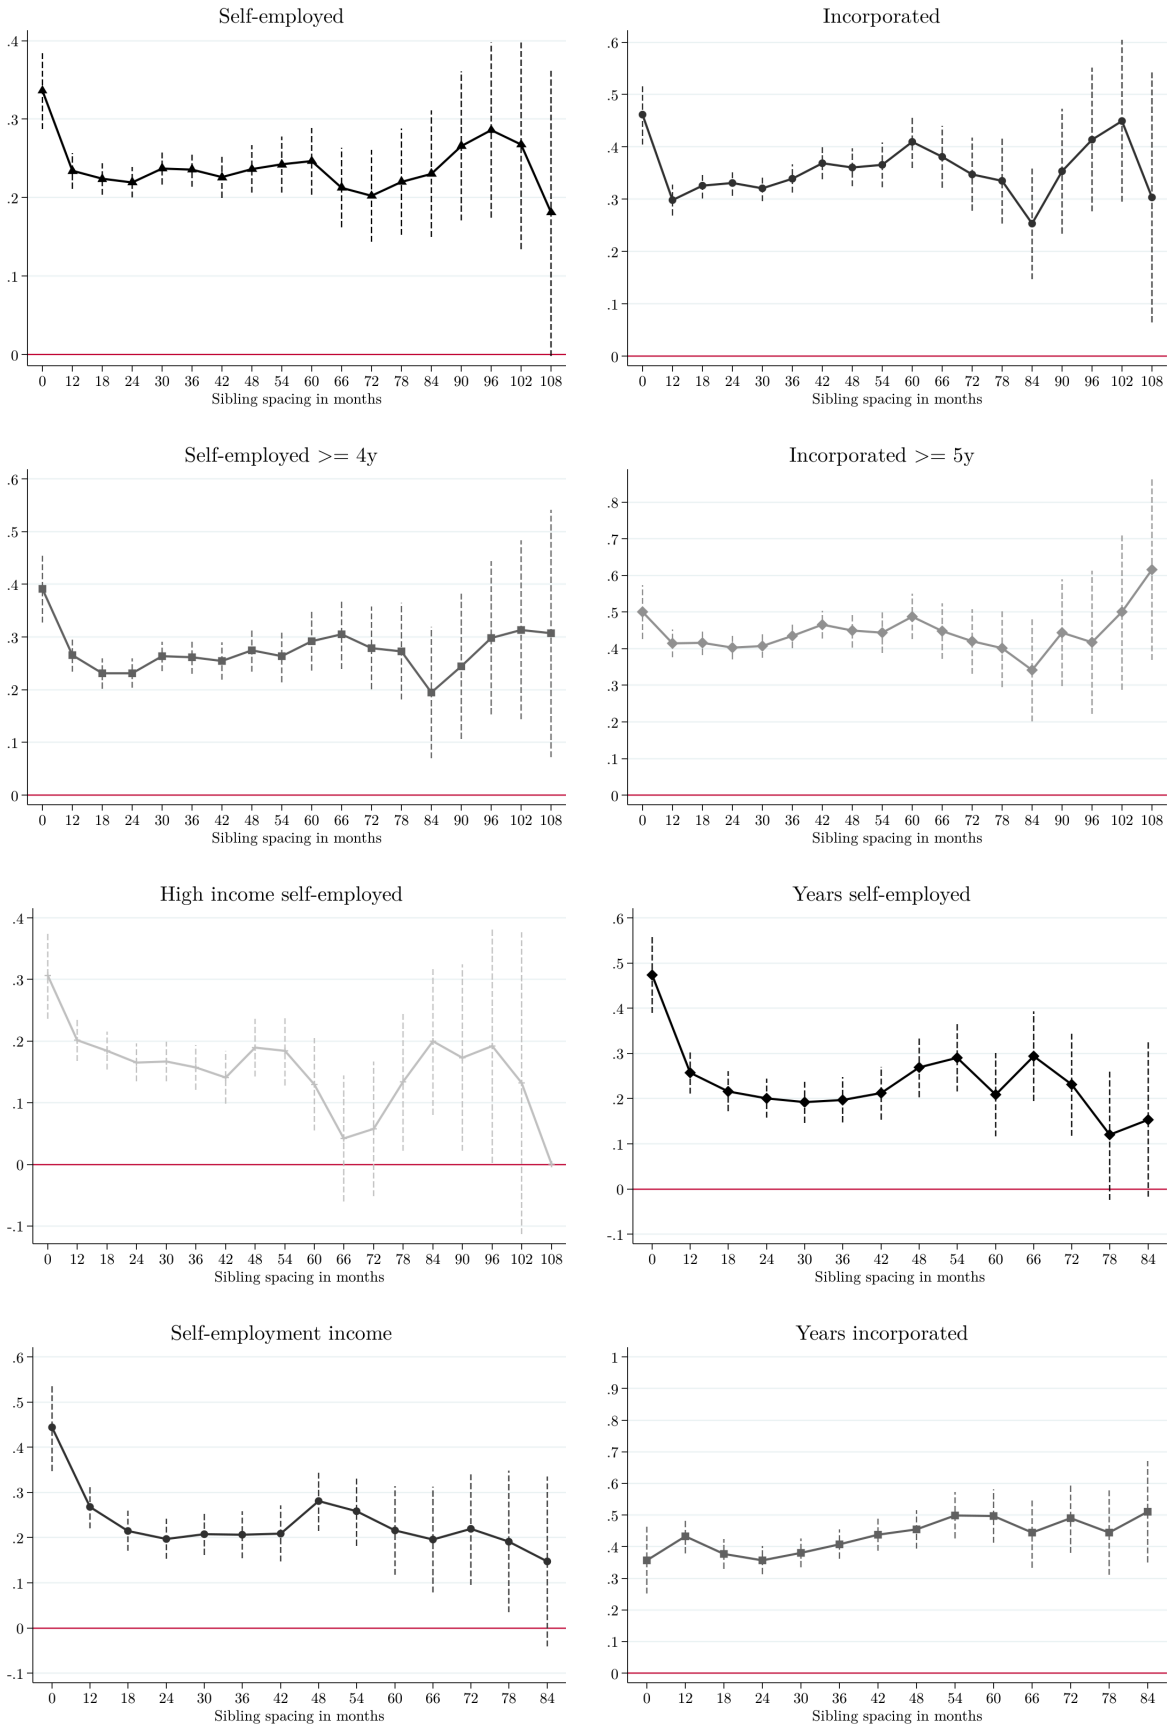 Self-employed
.4
.3
.2
.1
0
0 12 18 24 30 36 42 48 54 60 66 72 78 84 90 96 102 108
Sibling spacing in months
Incorporated
.6
.5
.4
.3
.2
.1
0
0 12 18 24 30 36 42 48 54 60 66 72 78 84 90 96 102 108
Sibling spacing in months
Self-employed >= 4y
.6
.5
.4
.3
.2
.1
0
0 12 18 24 30 36 42 48 54 60 66 72 78 84 90 96 102 108
Sibling spacing in months
Incorporated >= 5y
.8
.7
.6
.5
.4
.3
.2
.1
0
0 12 18 24 30 36 42 48 54 60 66 72 78 84 90 96 102 108
Sibling spacing in months
High income self-employed
.4
.3
.2
.1
0
-.1
0 12 18 24 30 36 42 48 54 60 66 72 78 84 90 96 102 108
Sibling spacing in months
Years self-employed
.6
.5
.4
.3
.2
.1
0
-.1
0 12 18 24 30 36 42 48 54 60 66 72 78 84
Sibling spacing in months
Self-employment income
.6
.5
.4
.3
.2
.1
0
-.1
0 12 18 24 30 36 42 48 54 60 66 72 78 84
Sibling spacing in months
Years incorporated
1
.9
.8
.7
.6
.5
.4
.3
.2
.1
0
0 12 18 24 30 36 42 48 54 60 66 72 78 84
Sibling spacing in months